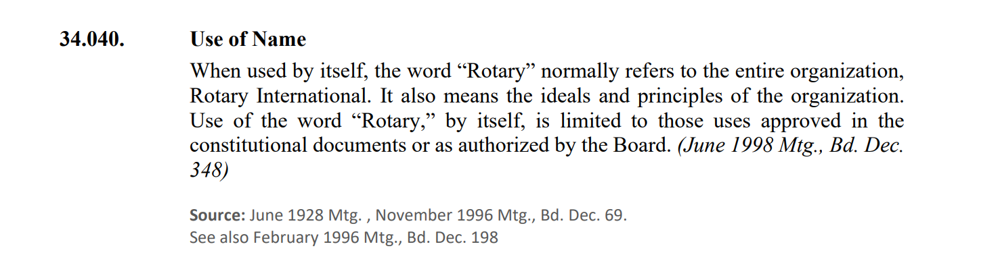 34.040. Use of Name
When used by itself, the word “Rotary” normally refers to the entire organization,
Rotary International. It also means the ideals and principles of the organization.
Use of the word “Rotary,” by itself, is limited to those uses approved in the
constitutional documents or as authorized by the Board. (June 1998 Mtg., Bd. Dec.
348)
Source: June 1928 Mtg. , November 1996 Mtg., Bd. Dec. 69.
See also February 1996 Mtg., Bd. Dec. 198